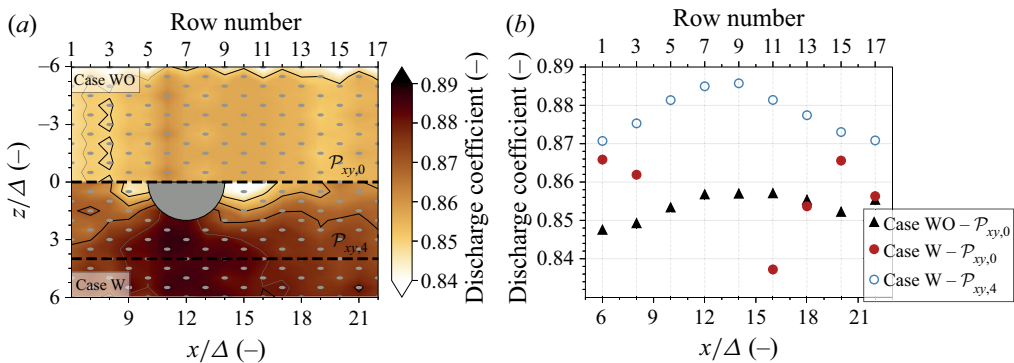 (a)
Row number
1 3 5 7 9 11 13 15 17
−6
−3
0
3
6
z/Δ (–)
Case WO
𝒫xy,0
𝒫xy,4
Case W
9 12 15 18 21
x/Δ (–)
0.89
0.88
0.87
0.86
0.85
0.84
Discharge coefficient (–)
(b)
Row number
1 3 5 7 9 11 13 15 17
0.89
0.88
0.87
0.86
0.85
0.84
Discharge coefficient (–)
6 9 12 15 18 21
x/Δ (–)
Case WO – 𝒫xy,0
Case W – 𝒫xy,0
Case W – 𝒫xy,4